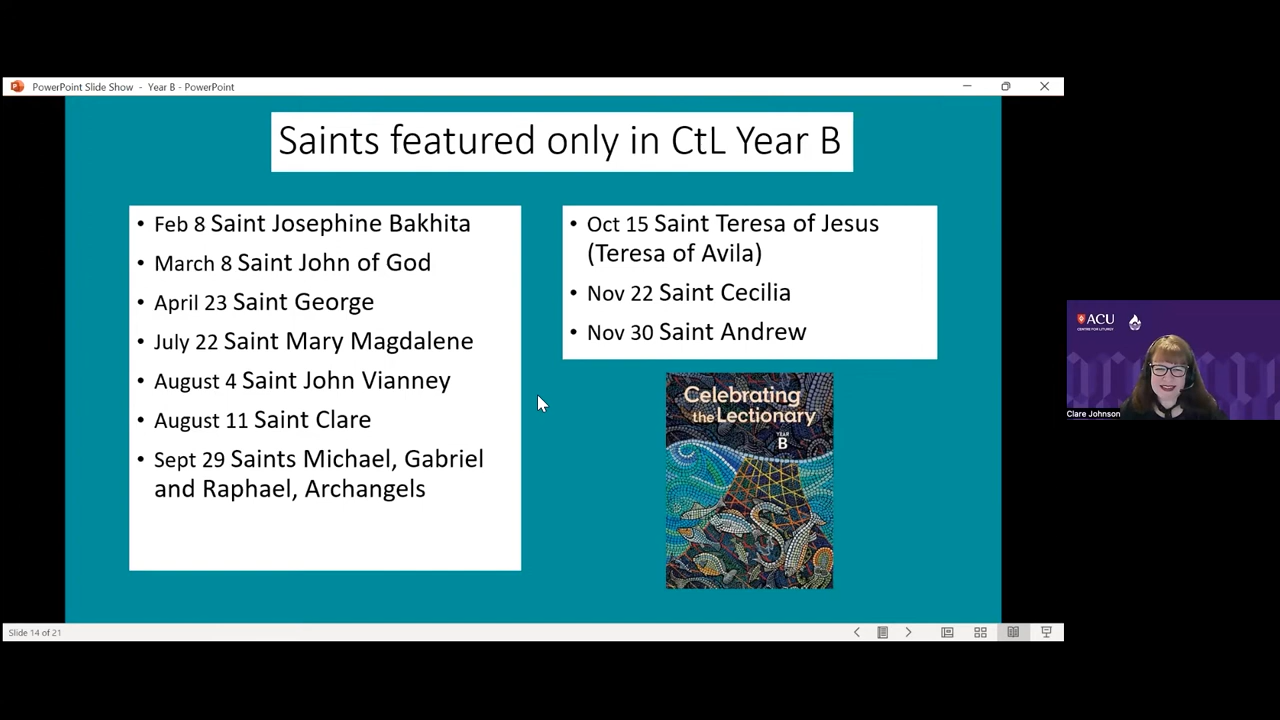 PowerPoint Slide Show - Year B - PowerPoint
Saints featured only in CtL Year B
• Feb 8 Saint Josephine Bakhita
• March 8 Saint John of God
• April 23 Saint George
• July 22 Saint Mary Magdalene
• August 4 Saint John Vianney
• August 11 Saint Clare
• Sept 29 Saints Michael, Gabriel
and Raphael, Archangels
• Oct 15 Saint Teresa of Jesus
(Teresa of Avila)
• Nov 22 Saint Cecilia
• Nov 30 Saint Andrew
Celebrating
the Lectionary
YEAR
B
ACU
CENTRE FOR LITURGY
Clare Johnson
Slide 14 of 21